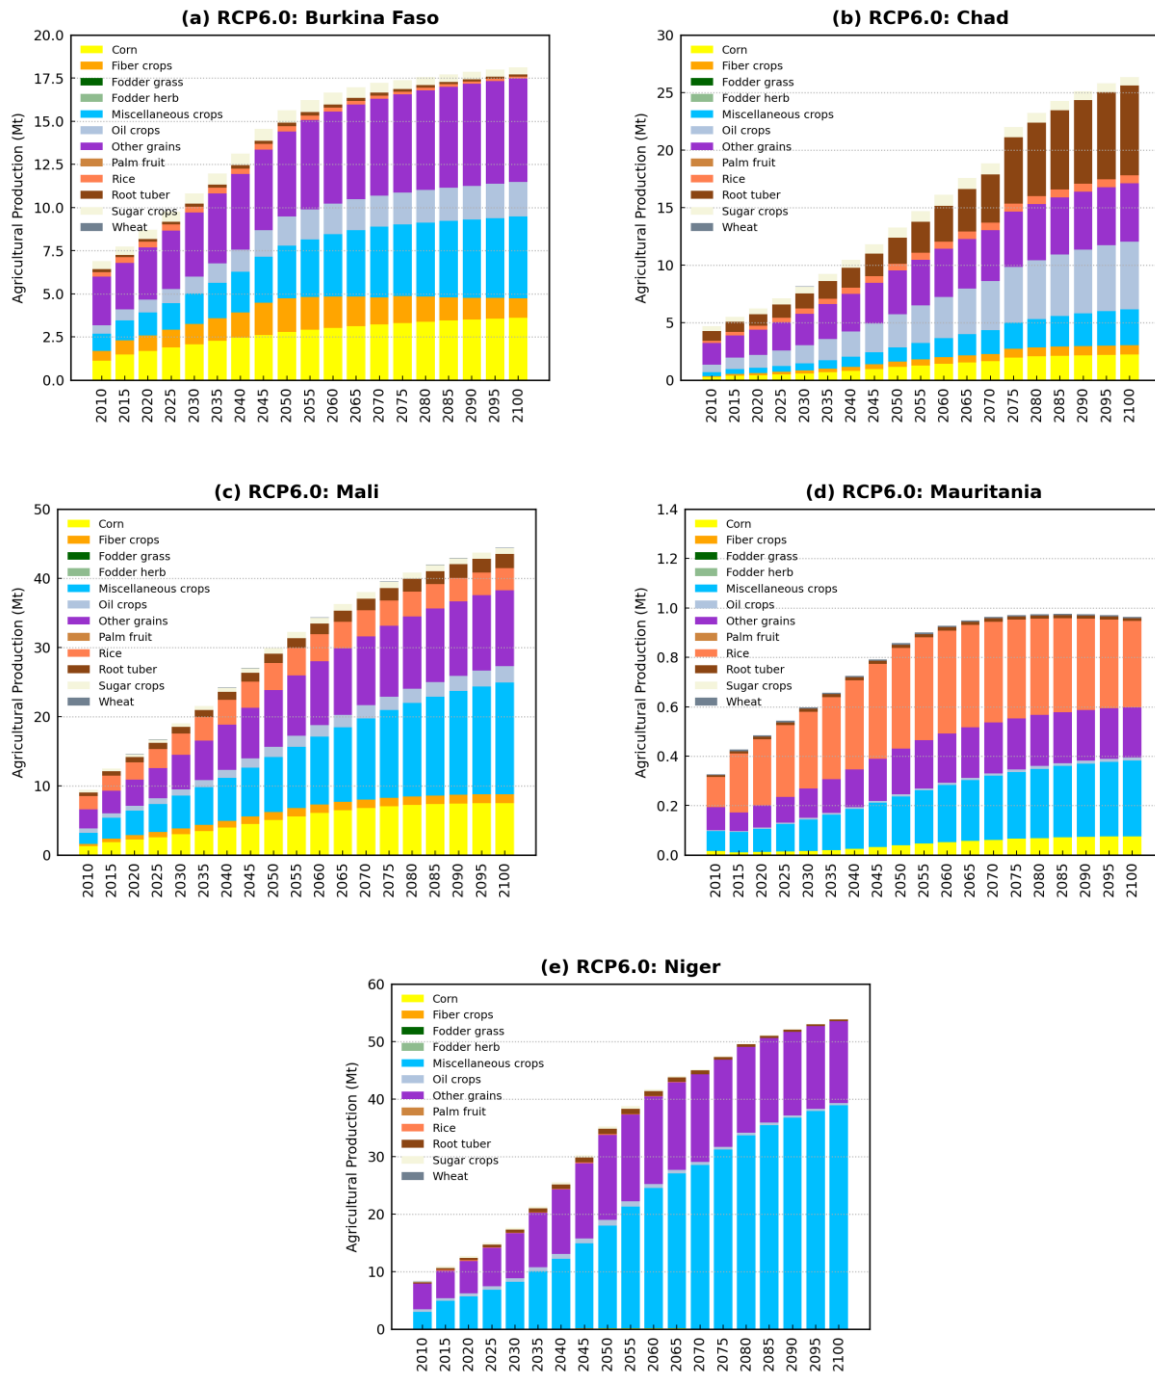 (a) RCP6.0: Burkina Faso
Agricultural Production (Mt)
20.0
17.5
15.0
12.5
10.0
7.5
5.0
2.5
0.0
Corn
Fiber crops
Fodder grass
Fodder herb
Miscellaneous crops
Oil crops
Other grains
Palm fruit
Rice
Root tuber
Sugar crops
Wheat
2010 2015 2020 2025 2030 2035 2040 2045 2050 2055 2060 2065 2070 2075 2080 2085 2090 2095 2100
(b) RCP6.0: Chad
Agricultural Production (Mt)
30
25
20
15
10
5
0
Corn
Fiber crops
Fodder grass
Fodder herb
Miscellaneous crops
Oil crops
Other grains
Palm fruit
Rice
Root tuber
Sugar crops
Wheat
2010 2015 2020 2025 2030 2035 2040 2045 2050 2055 2060 2065 2070 2075 2080 2085 2090 2095 2100
(c) RCP6.0: Mali
Agricultural Production (Mt)
50
40
30
20
10
0
Corn
Fiber crops
Fodder grass
Fodder herb
Miscellaneous crops
Oil crops
Other grains
Palm fruit
Rice
Root tuber
Sugar crops
Wheat
2010 2015 2020 2025 2030 2035 2040 2045 2050 2055 2060 2065 2070 2075 2080 2085 2090 2095 2100
(d) RCP6.0: Mauritania
Agricultural Production (Mt)
1.4
1.2
1.0
0.8
0.6
0.4
0.2
0.0
Corn
Fiber crops
Fodder grass
Fodder herb
Miscellaneous crops
Oil crops
Other grains
Palm fruit
Rice
Root tuber
Sugar crops
Wheat
2010 2015 2020 2025 2030 2035 2040 2045 2050 2055 2060 2065 2070 2075 2080 2085 2090 2095 2100
(e) RCP6.0: Niger
Agricultural Production (Mt)
60
50
40
30
20
10
0
Corn
Fiber crops
Fodder grass
Fodder herb
Miscellaneous crops
Oil crops
Other grains
Palm fruit
Rice
Root tuber
Sugar crops
Wheat
2010 2015 2020 2025 2030 2035 2040 2045 2050 2055 2060 2065 2070 2075 2080 2085 2090 2095 2100